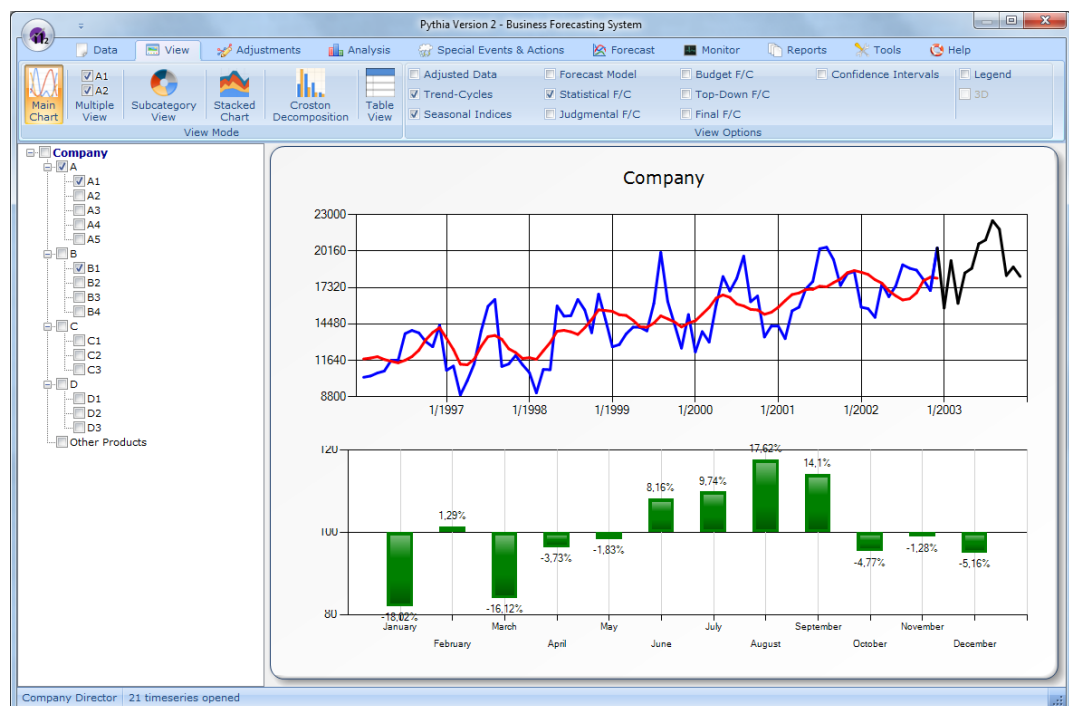 Pythia Version 2 - Business Forecasting System
Data View Adjustments Analysis Special Events & Actions Forecast Monitor Reports Tools Help
Main Chart
A1
A2
Multiple View
Subcategory View
Stacked Chart
Croston Decomposition
Table View
View Mode
Adjusted Data Forecast Model Budget F/C Confidence Intervals Legend
Trend-Cycles Statistical F/C Top-Down F/C 3D
Seasonal Indices Judgmental F/C Final F/C
View Options
Company
A
A1
A2
A3
A4
A5
B
B1
B2
B3
B4
C
C1
C2
C3
D
D1
D2
D3
Other Products
Company
23000
20160
17320
14480
11640
8800
1/1997 1/1998 1/1999 1/2000 1/2001 1/2002 1/2003
120
100
80
-18,02% 1,29% -16,12% -3,73% -1,83% 8,16% 9,74% 17,62% 14,1% -4,77% -1,28% -5,16%
January March May July September November
February April June August October December
Company Director 21 timeseries opened